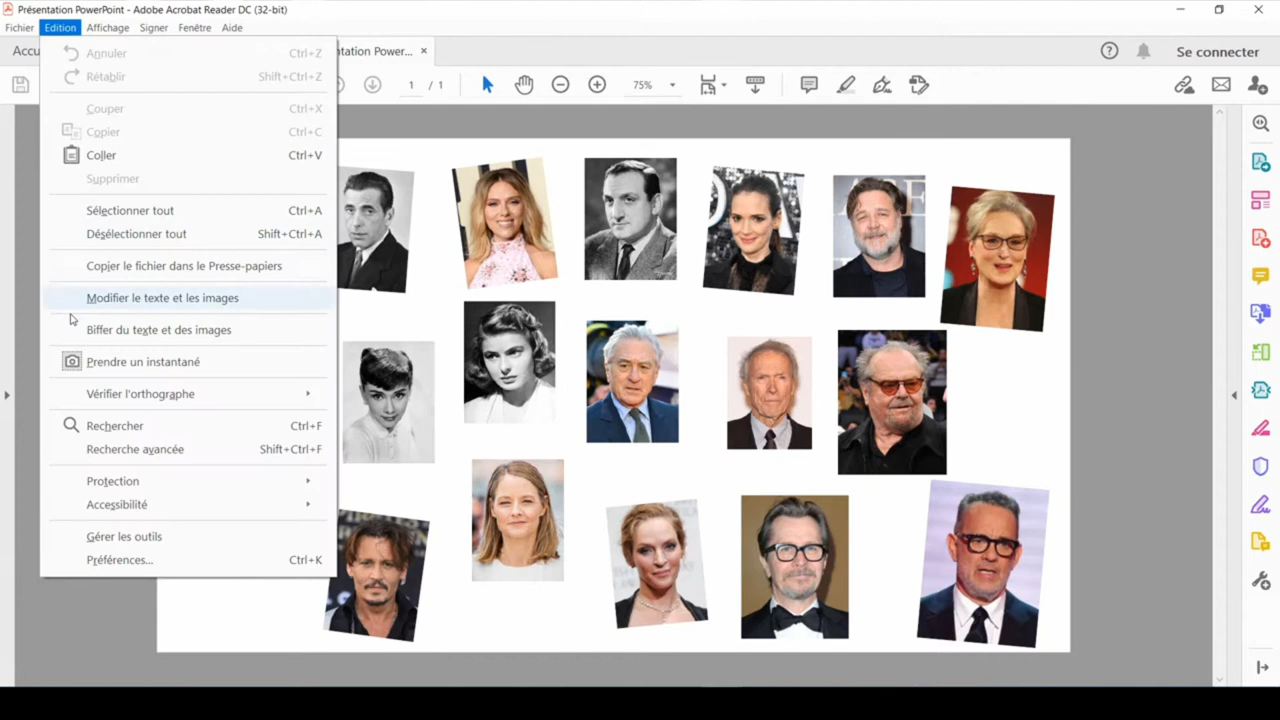 Présentation PowerPoint - Adobe Acrobat Reader DC (32-bit)
Fichier Edition Affichage Signer Fenêtre Aide
Accu
ntation Power... ×
Se connecter
1 / 1
75%
Annuler Ctrl+Z
Rétablir Shift+Ctrl+Z
Couper Ctrl+X
Copier Ctrl+C
Coller Ctrl+V
Supprimer
Sélectionner tout Ctrl+A
Désélectionner tout Shift+Ctrl+A
Copier le fichier dans le Presse-papiers
Modifier le texte et les images
Biffer du texte et des images
Prendre un instantané
Vérifier l'orthographe
Rechercher Ctrl+F
Recherche avancée Shift+Ctrl+F
Protection
Accessibilité
Gérer les outils
Préférences... Ctrl+K